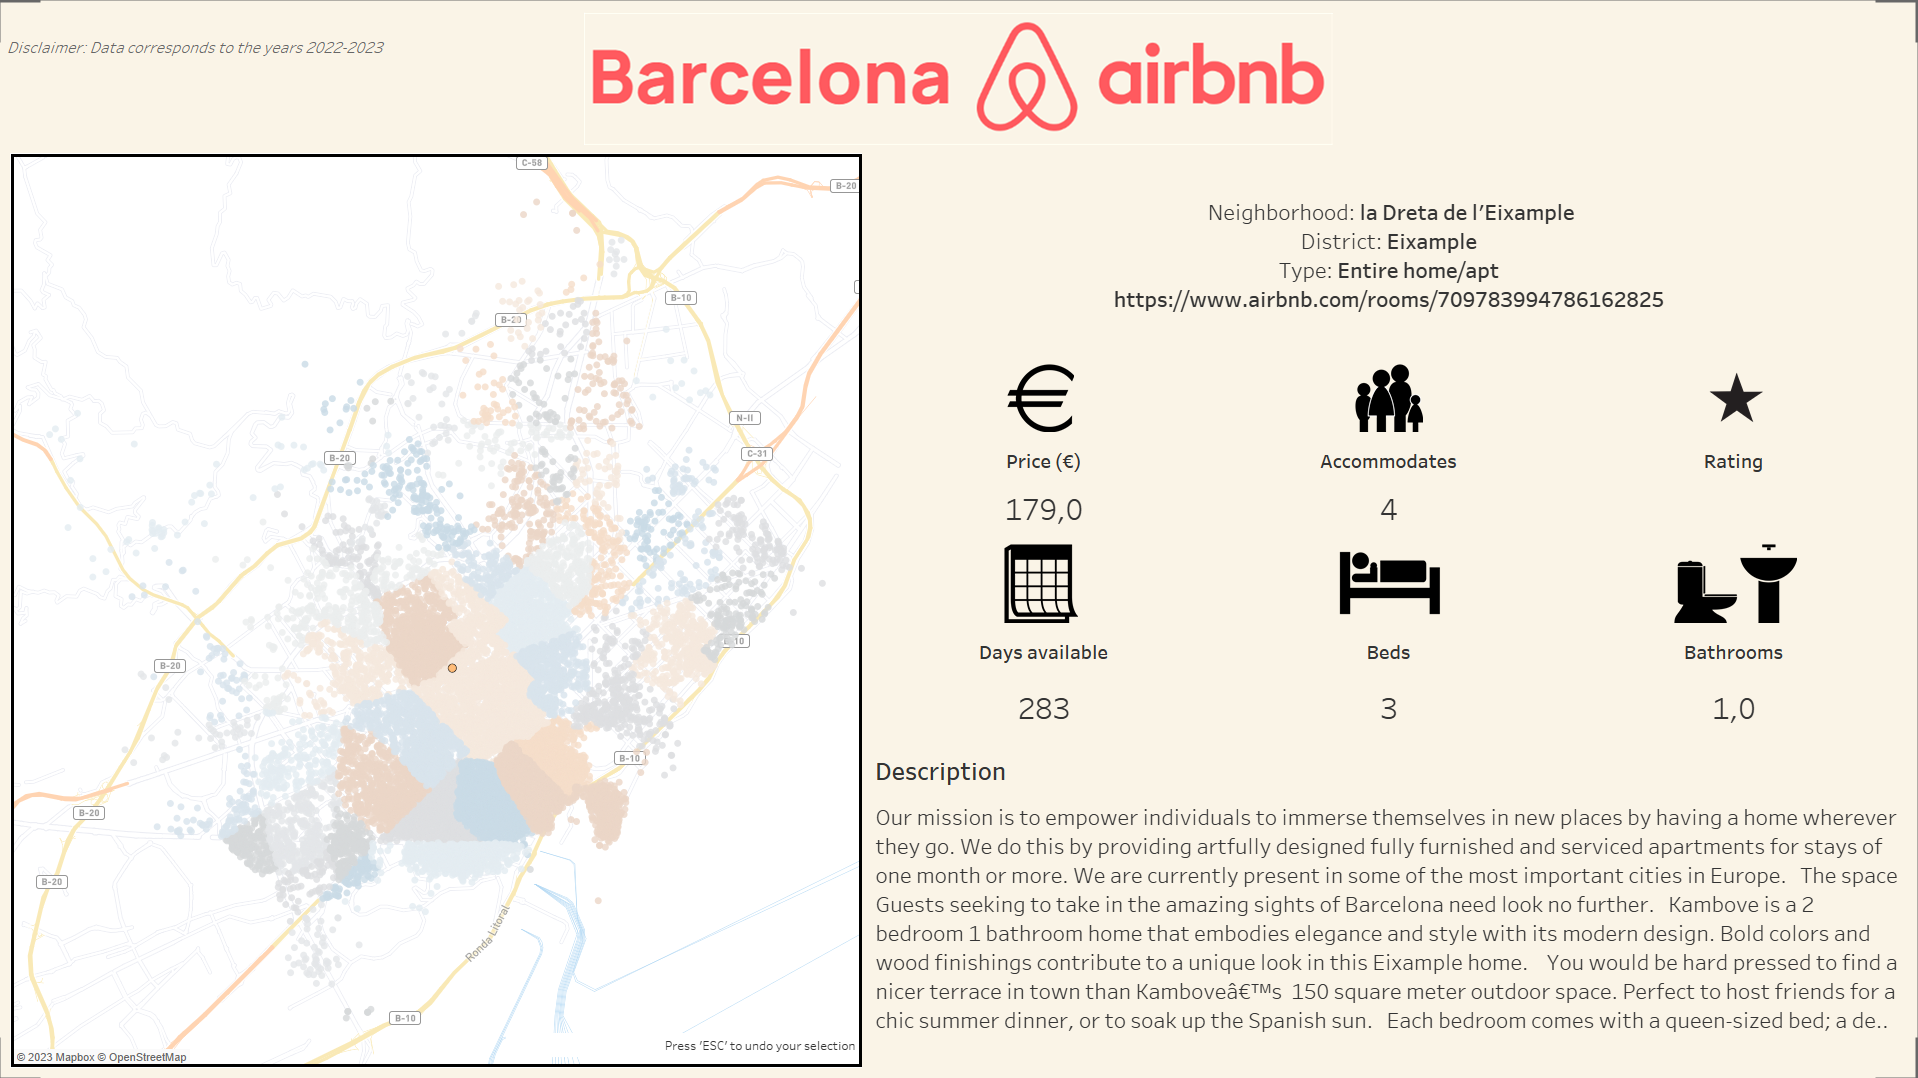 Disclaimer: Data corresponds to the years 2022-2023
Barcelona airbnb
C-58
B-20
B-10
B-20
N-II
C-31
B-20
B-10
B-20
B-10
B-20
B-20
Ronda Litoral
B-10
Press 'ESC' to undo your selection
© 2023 Mapbox © OpenStreetMap
Neighborhood: la Dreta de l'Eixample
District: Eixample
Type: Entire home/apt
https://www.airbnb.com/rooms/709783994786162825
Price (€)
179,0
Accommodates
4
Rating
Days available
283
Beds
3
Bathrooms
1,0
Description
Our mission is to empower individuals to immerse themselves in new places by having a home wherever
they go. We do this by providing artfully designed fully furnished and serviced apartments for stays of
one month or more. We are currently present in some of the most important cities in Europe.   The space
Guests seeking to take in the amazing sights of Barcelona need look no further.   Kambove is a 2
bedroom 1 bathroom home that embodies elegance and style with its modern design. Bold colors and
wood finishings contribute to a unique look in this Eixample home.    You would be hard pressed to find a
nicer terrace in town than Kamboveâ€™s  150 square meter outdoor space. Perfect to host friends for a
chic summer dinner, or to soak up the Spanish sun.   Each bedroom comes with a queen-sized bed; a de..